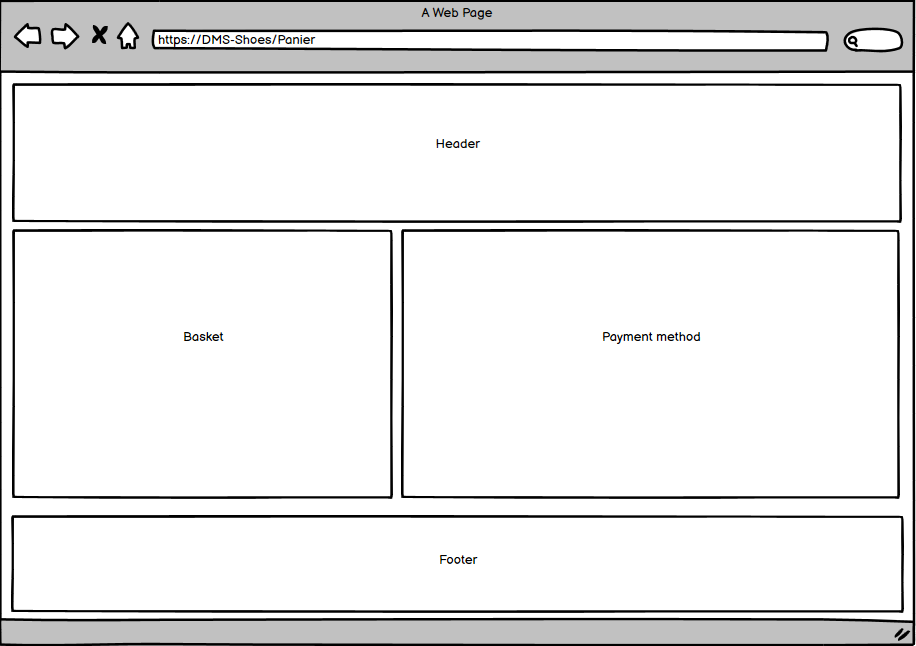 A Web Page
https://DMS-Shoes/Panier
Header
Basket
Payment method
Footer